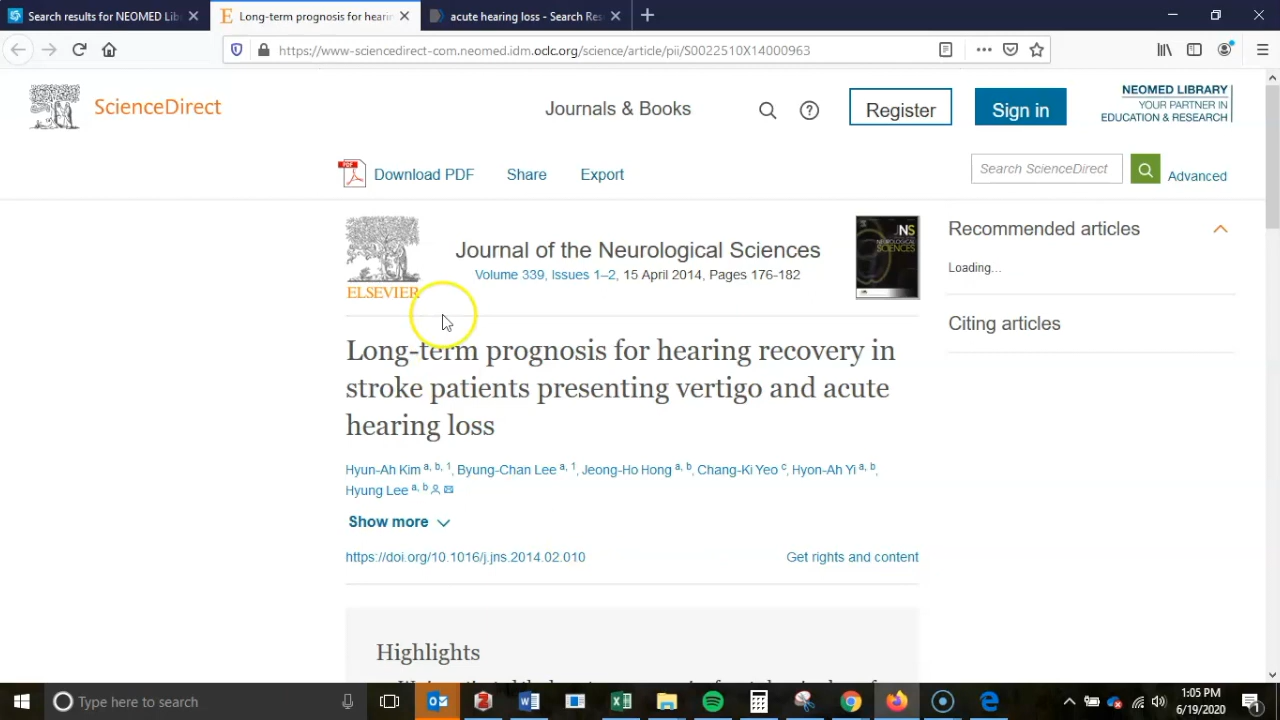 Search results for NEOMED Lib
Long-term prognosis for hearin
acute hearing loss - Search Res
https://www-sciencedirect-com.neomed.idm.oclc.org/science/article/pii/S0022510X14000963
ScienceDirect
Journals & Books
Register
Sign in
NEOMED LIBRARY
YOUR PARTNER IN
EDUCATION & RESEARCH
Download PDF
Share
Export
Search ScienceDirect
Advanced
ELSEVIER
Journal of the Neurological Sciences
Volume 339, Issues 1–2, 15 April 2014, Pages 176-182
JNS
NEUROLOGICAL
SCIENCES
Recommended articles
Loading...
Citing articles
Long-term prognosis for hearing recovery in
stroke patients presenting vertigo and acute
hearing loss
Hyun-Ah Kim a, b, 1, Byung-Chan Lee a, 1, Jeong-Ho Hong a, b, Chang-Ki Yeo c, Hyon-Ah Yi a, b,
Hyung Lee a, b
Show more
https://doi.org/10.1016/j.jns.2014.02.010
Get rights and content
Highlights
Type here to search
1:05 PM
6/19/2020
1